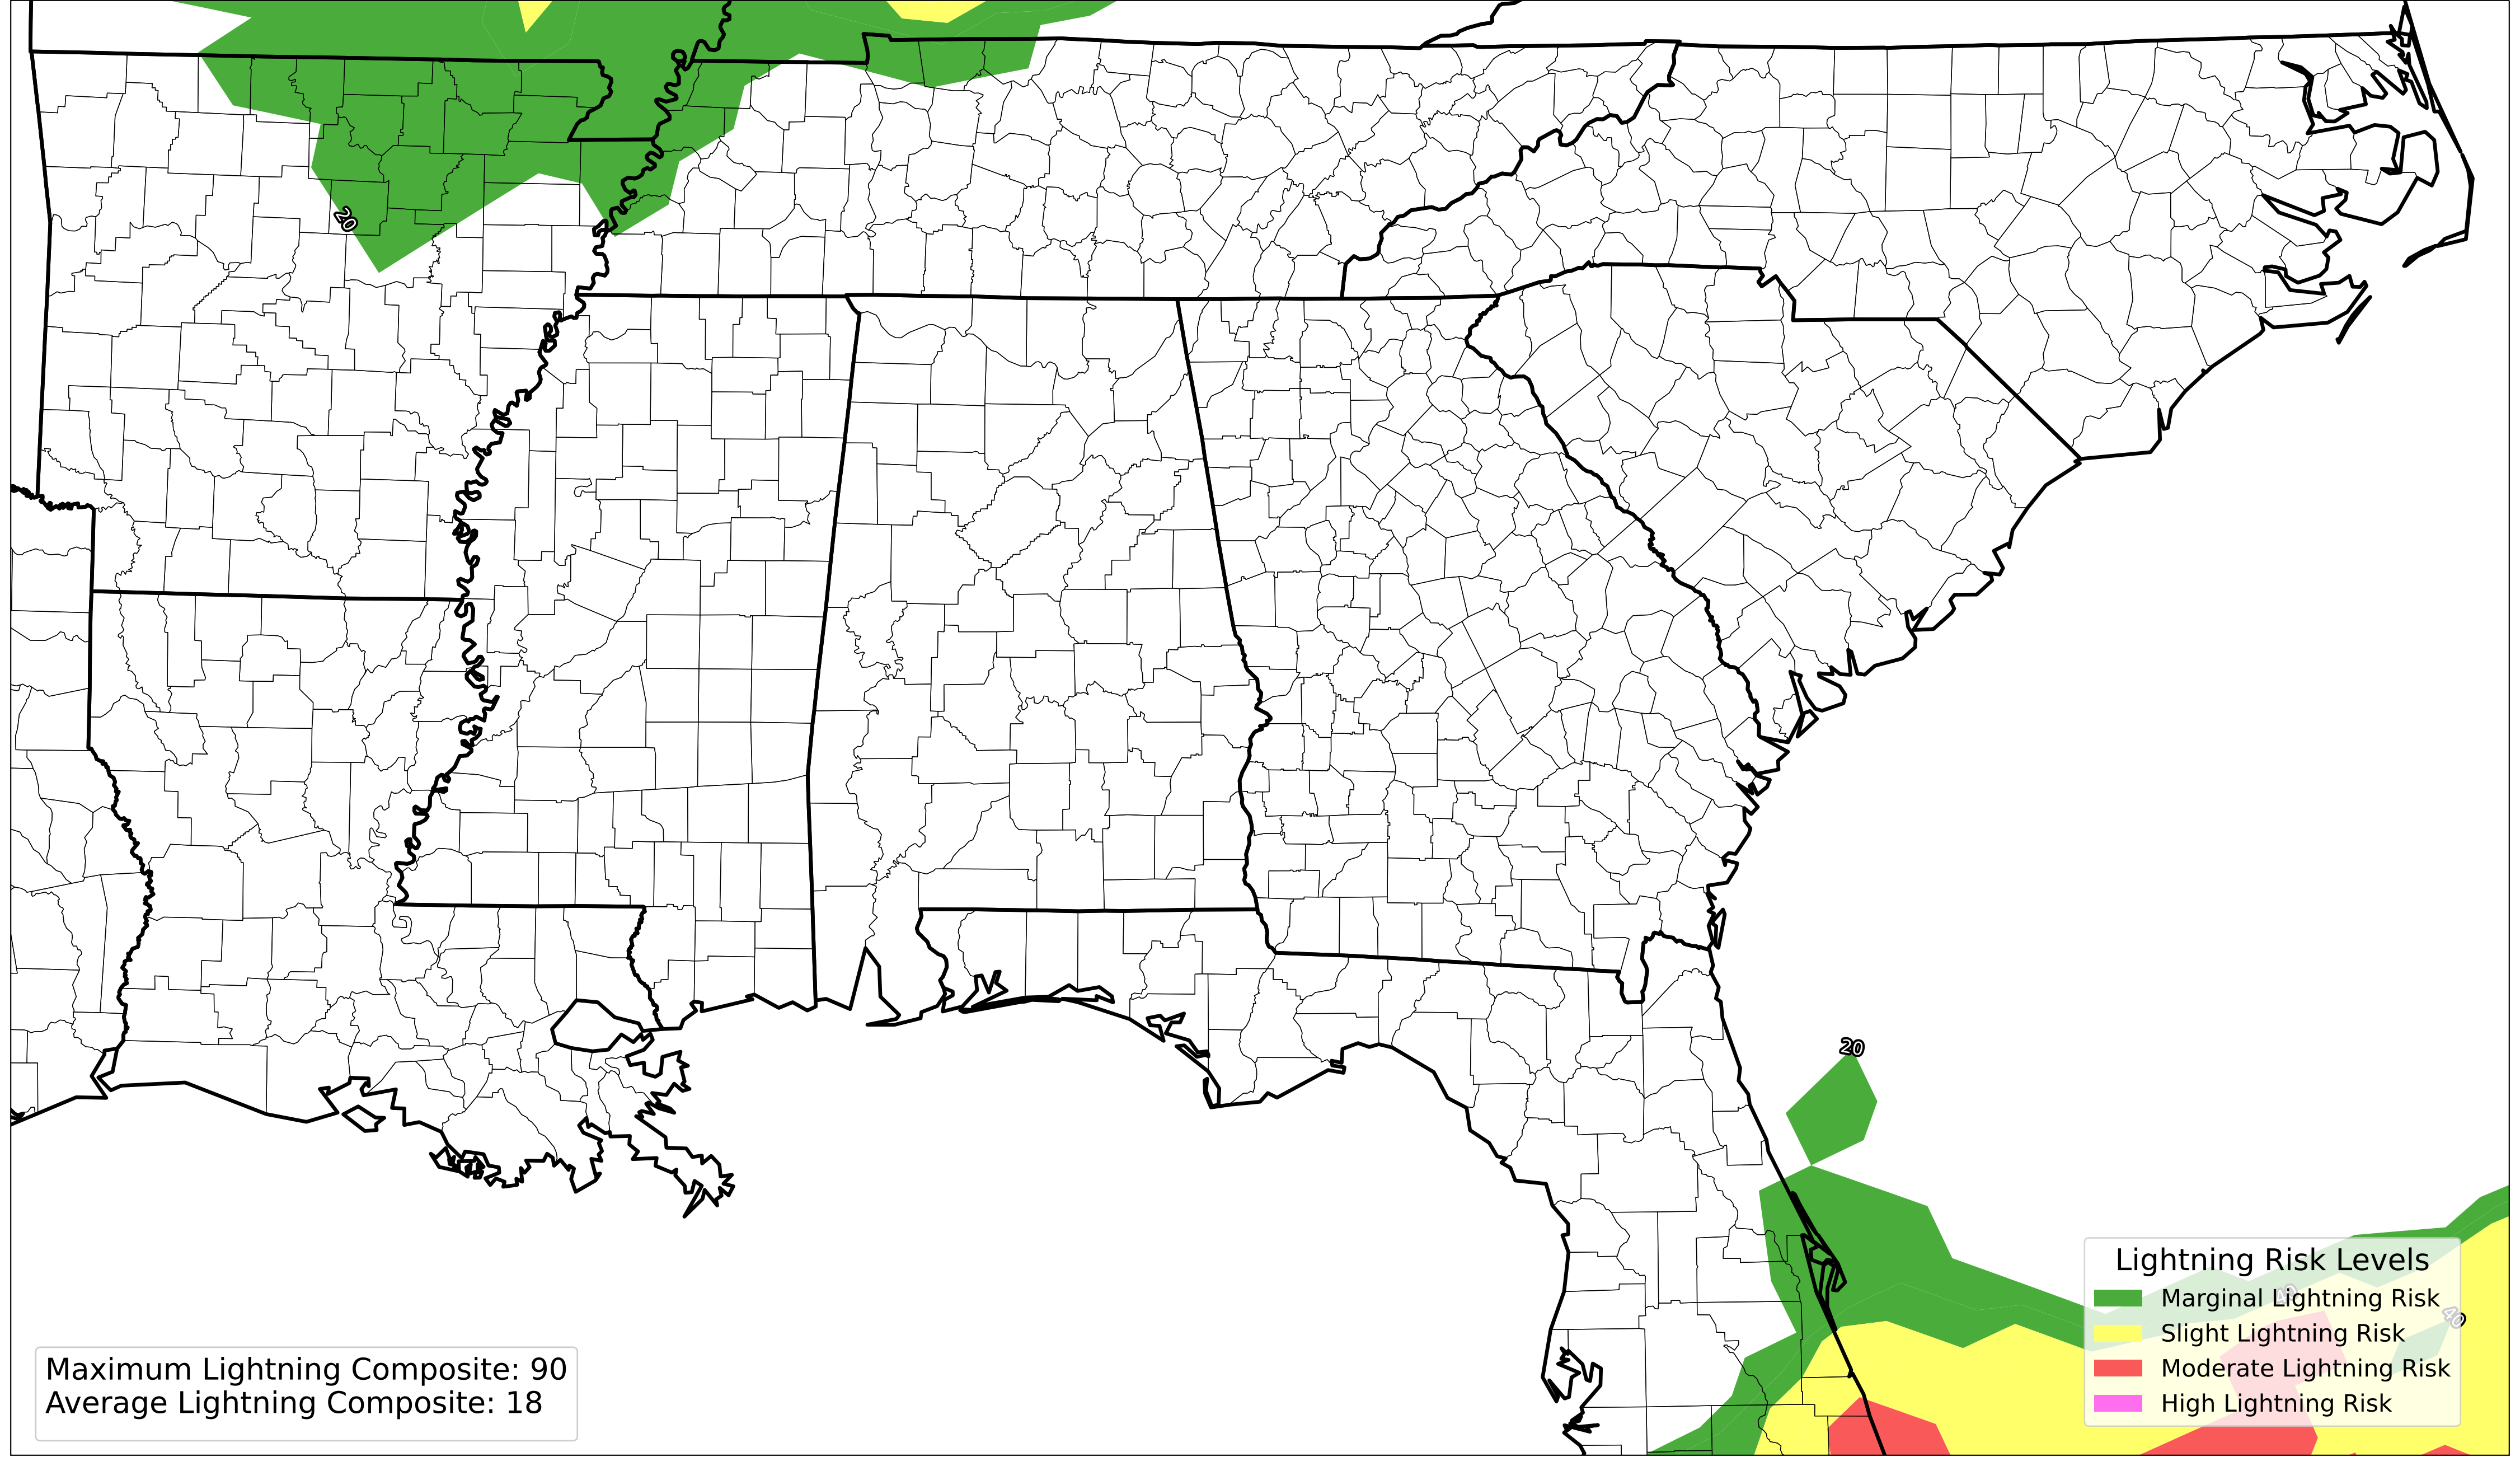 20
20
Lightning Risk Levels
Marginal Lightning Risk
Slight Lightning Risk
Moderate Lightning Risk
High Lightning Risk
40
Maximum Lightning Composite: 90
Average Lightning Composite: 18